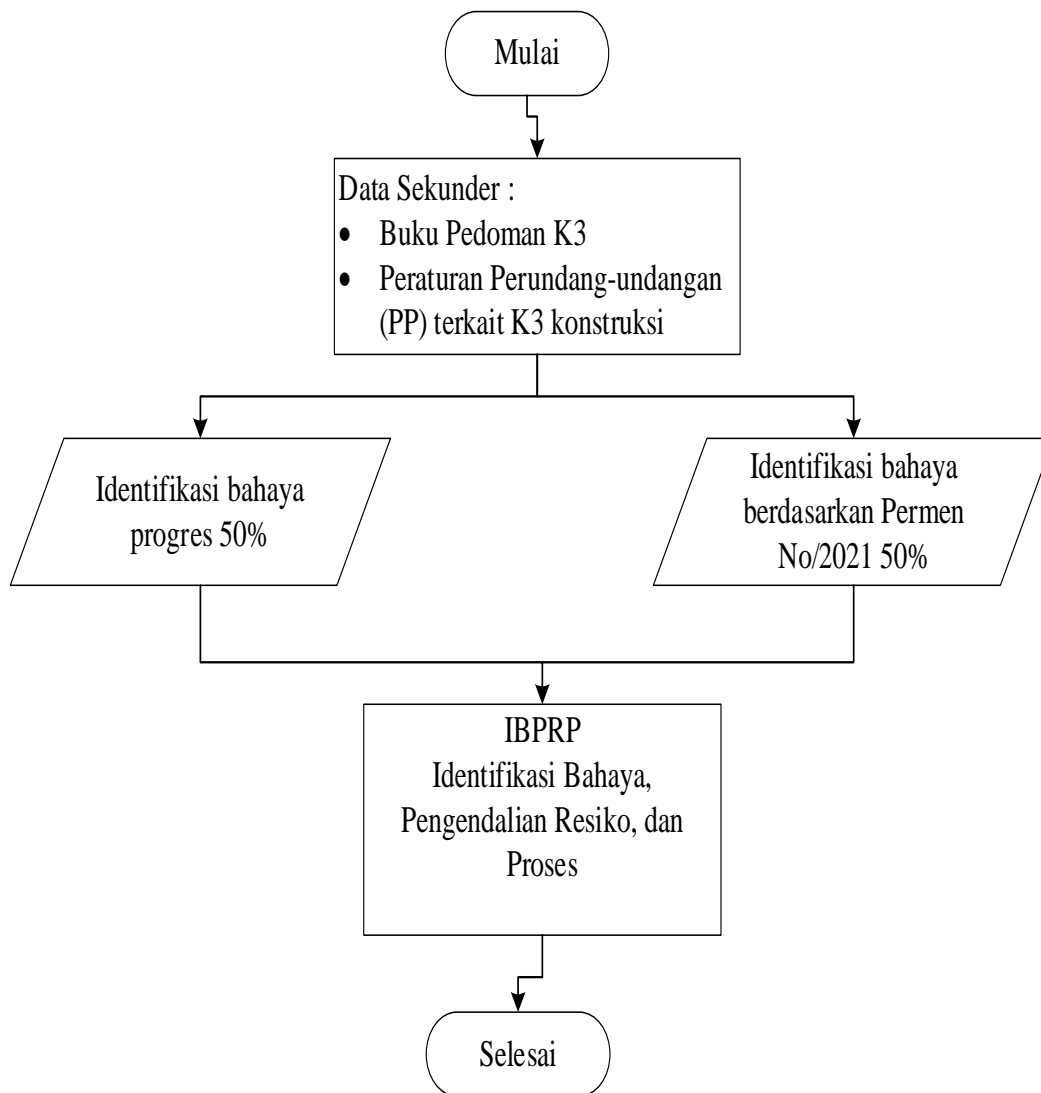 Mulai
Data Sekunder :
• Buku Pedoman K3
• Peraturan Perundang-undangan
(PP) terkait K3 konstruksi
Identifikasi bahaya
progres 50%
Identifikasi bahaya
berdasarkan Permen
No/2021 50%
IBPRP
Identifikasi Bahaya,
Pengendalian Resiko, dan
Proses
Selesai